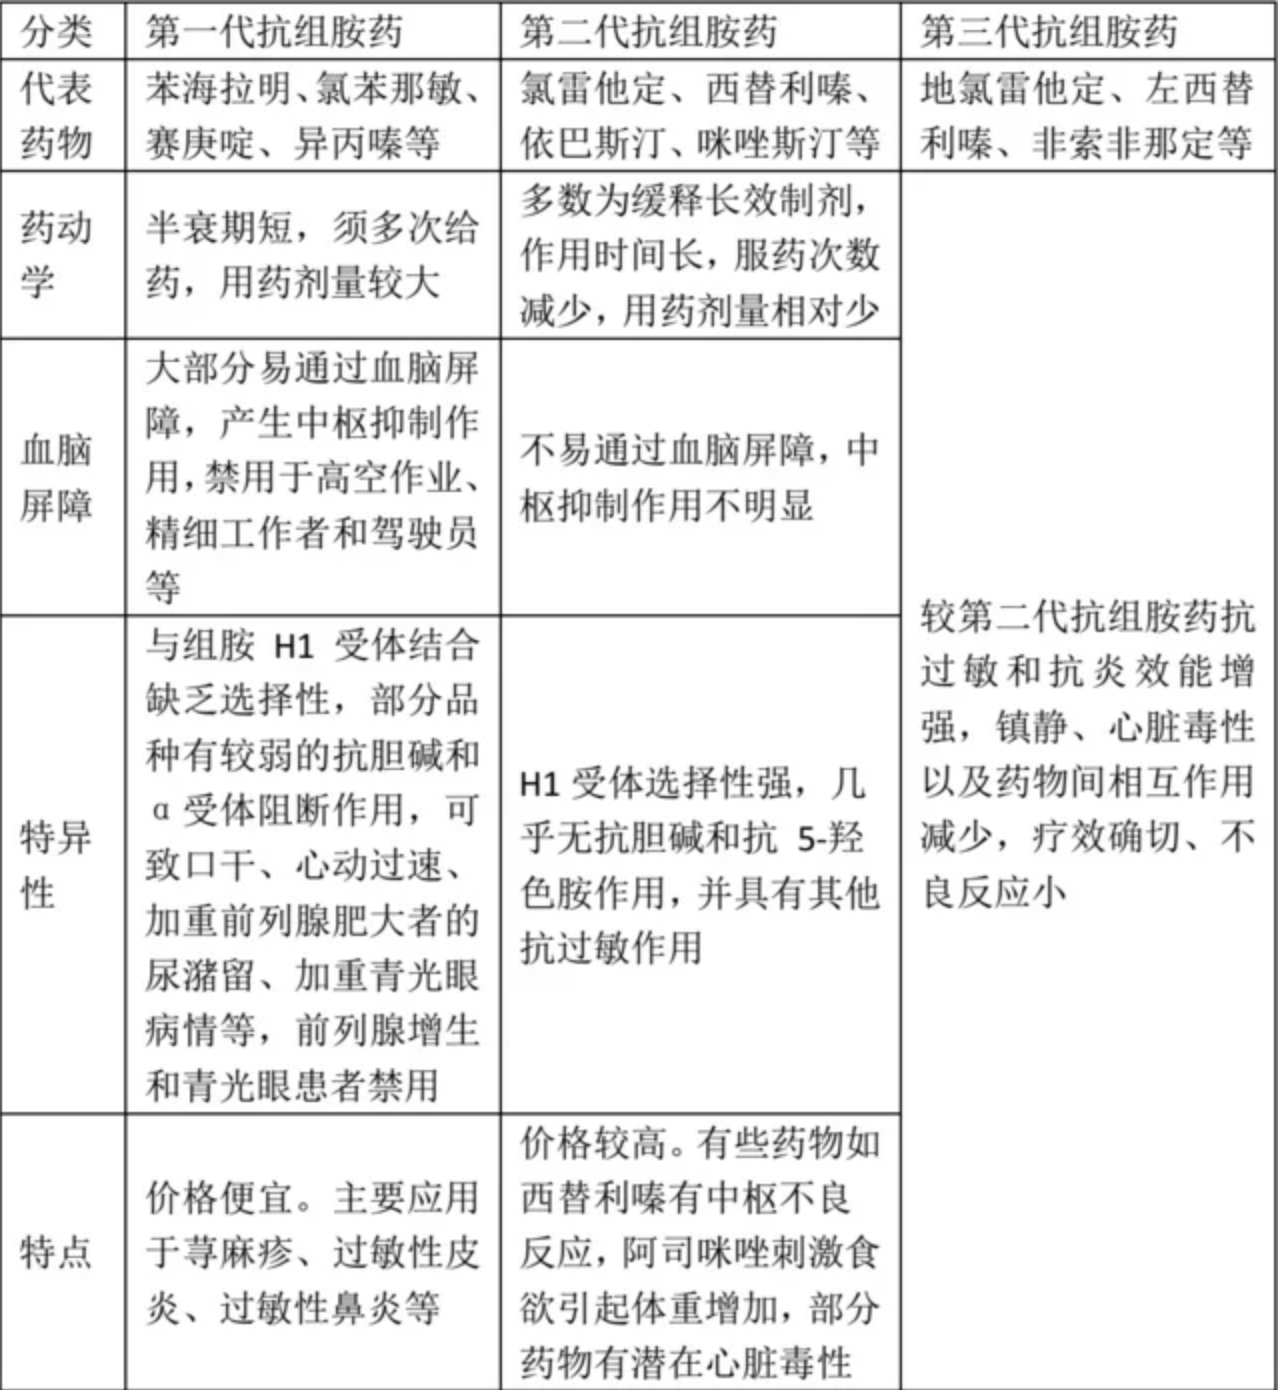 分类
第一代抗组胺药
第二代抗组胺药
第三代抗组胺药
代表
药物
苯海拉明、氯苯那敏、
赛庚啶、异丙嗪等
氯雷他定、西替利嗪、
依巴斯汀、咪唑斯汀等
地氯雷他定、左西替
利嗪、非索非那定等
药动
学
半衰期短，须多次给
药，用药剂量较大
多数为缓释长效制剂，
作用时间长，服药次数
减少，用药剂量相对少
较第二代抗组胺药抗
过敏和抗炎效能增
强，镇静、心脏毒性
以及药物间相互作用
减少，疗效确切、不
良反应小
血脑
屏障
大部分易通过血脑屏
障，产生中枢抑制作
用，禁用于高空作业、
精细工作者和驾驶员
等
不易通过血脑屏障，中
枢抑制作用不明显
特异
性
与组胺 H1 受体结合
缺乏选择性，部分品
种有较弱的抗胆碱和
α受体阻断作用，可
致口干、心动过速、
加重前列腺肥大者的
尿潴留、加重青光眼
病情等，前列腺增生
和青光眼患者禁用
H1 受体选择性强，几
乎无抗胆碱和抗 5-羟
色胺作用，并具有其他
抗过敏作用
特点
价格便宜。主要应用
于荨麻疹、过敏性皮
炎、过敏性鼻炎等
价格较高。有些药物如
西替利嗪有中枢不良
反应，阿司咪唑刺激食
欲引起体重增加，部分
药物有潜在心脏毒性